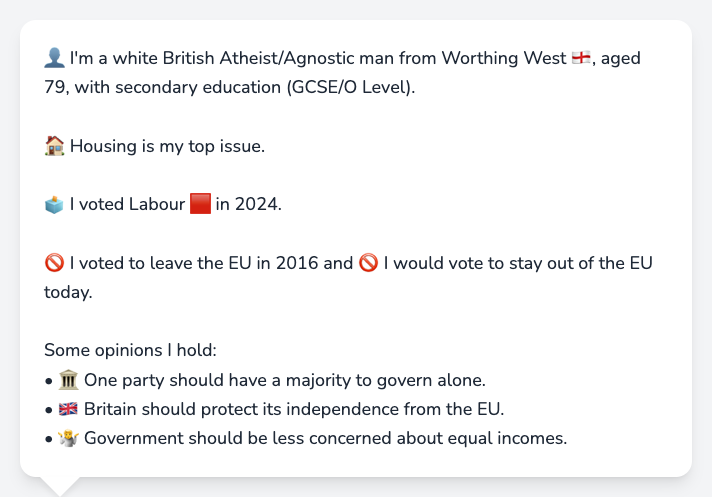 👤 I'm a white British Atheist/Agnostic man from Worthing West 🏴󠁧󠁢󠁥󠁮󠁧󠁿, aged
79, with secondary education (GCSE/O Level).
🏠 Housing is my top issue.
🗳️ I voted Labour 🟥 in 2024.
🚫 I voted to leave the EU in 2016 and 🚫 I would vote to stay out of the EU
today.
Some opinions I hold:
• 🏛️ One party should have a majority to govern alone.
• 🇬🇧 Britain should protect its independence from the EU.
• 🤷 Government should be less concerned about equal incomes.